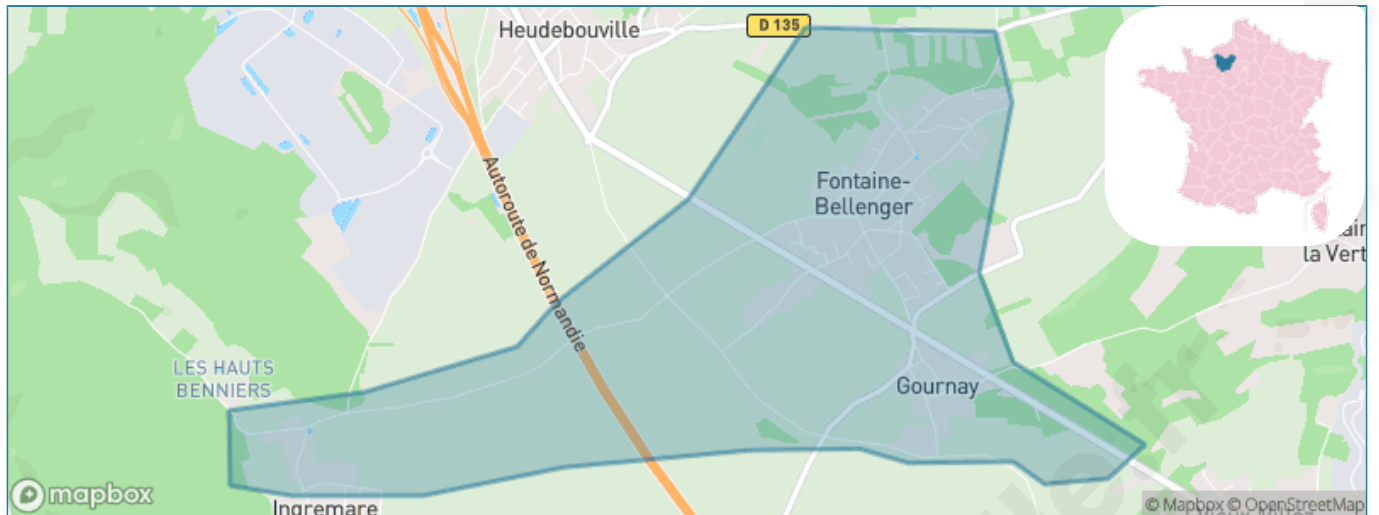 Heudebouville
D 135
Autoroute de Normandie
Fontaine-
Bellenger
la Vert
LES HAUTS
BENNIERS
Gournay
Ingremare
mapbox
© Mapbox © OpenStreetMap